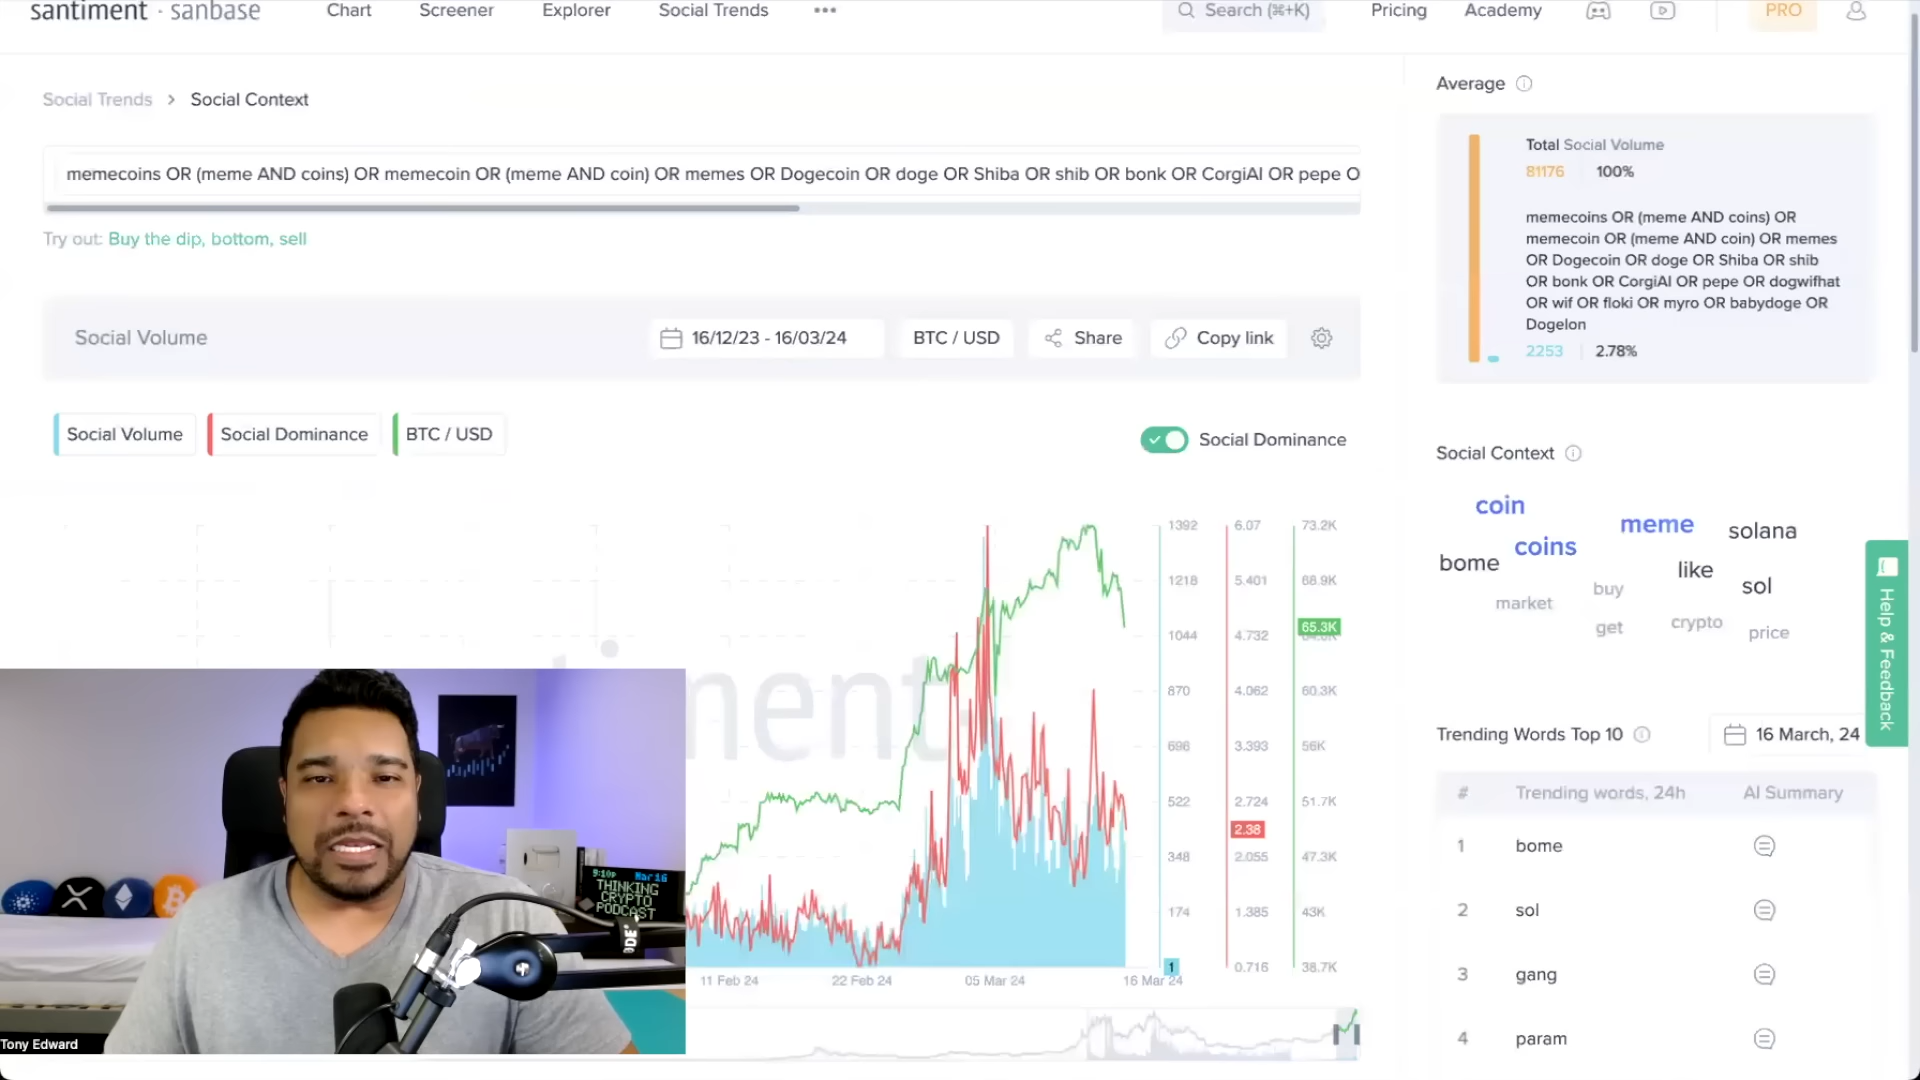 santiment · sanbase
Chart
Screener
Explorer
Social Trends
Search (⌘+K)
Pricing
Academy
PRO
Social Trends > Social Context
memecoins OR (meme AND coins) OR memecoin OR (meme AND coin) OR memes OR Dogecoin OR doge OR Shiba OR shib OR bonk OR CorgiAI OR pepe O
Try out: Buy the dip, bottom, sell
Social Volume
16/12/23 - 16/03/24
BTC / USD
Share
Copy link
Social Volume
Social Dominance
BTC / USD
Social Dominance
1392 6.07 73.2K
1218 5.401 68.9K
1044 4.732
65.3K
870 4.062 60.3K
696 3.393 56K
522 2.724 51.7K
2.38
348 2.055 47.3K
174 1.385 43K
1 0.716 38.7K
11 Feb 24
22 Feb 24
05 Mar 24
16 Mar 24
9:10P Mar 16
THINKING
CRYPTO
PODCAST
Tony Edward
Average
Total Social Volume
81176 100%
memecoins OR (meme AND coins) OR
memecoin OR (meme AND coin) OR memes
OR Dogecoin OR doge OR Shiba OR shib
OR bonk OR CorgiAI OR pepe OR dogwifhat
OR wif OR floki OR myro OR babydoge OR
Dogelon
2253 2.78%
Social Context
coin
meme
solana
coins
bome
like
sol
buy
market
crypto
get
price
Help & Feedback
Trending Words Top 10
16 March, 24
# Trending words, 24h AI Summary
1 bome
2 sol
3 gang
4 param